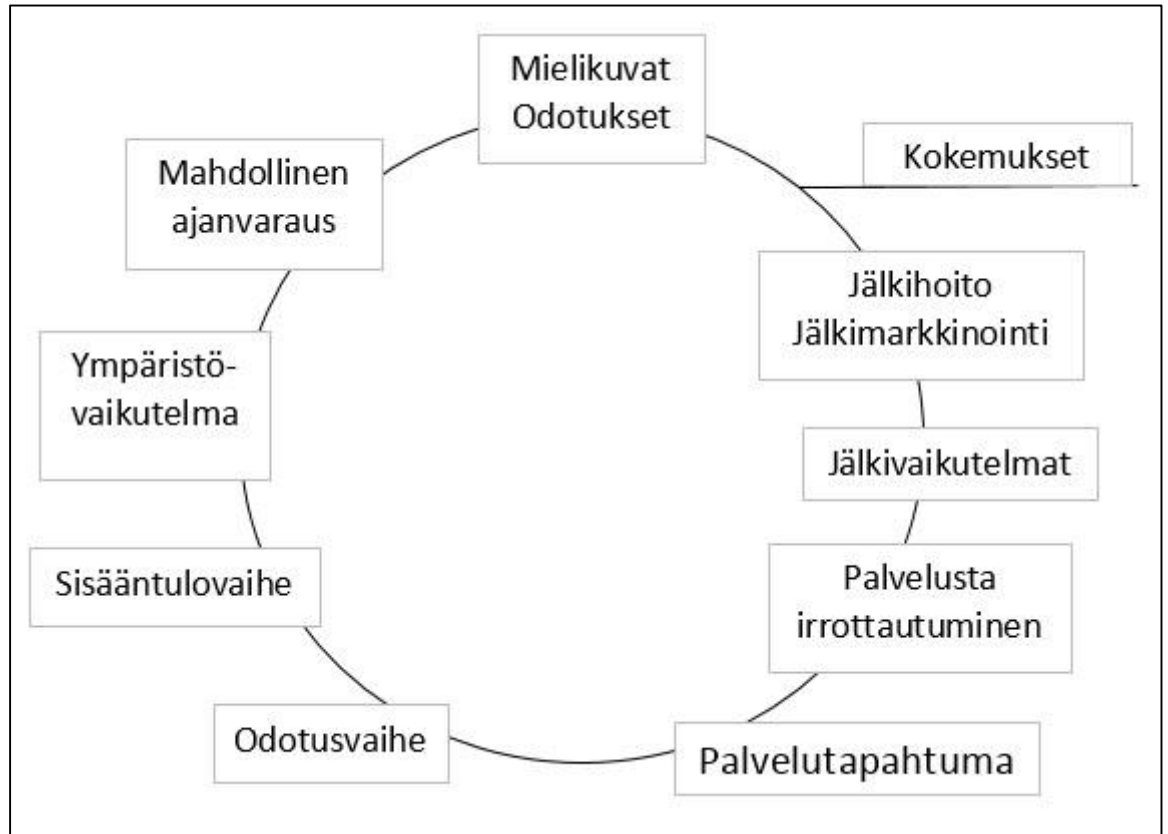 Mielikuvat
Odotukset
Kokemukset
Mahdollinen
ajanvaraus
Jälkihoito
Jälkimarkkinointi
Ympäristö-
vaikutelma
Jälkivaikutelmat
Sisääntulovaihe
Palvelusta
irrottautuminen
Odotusvaihe
Palvelutapahtuma